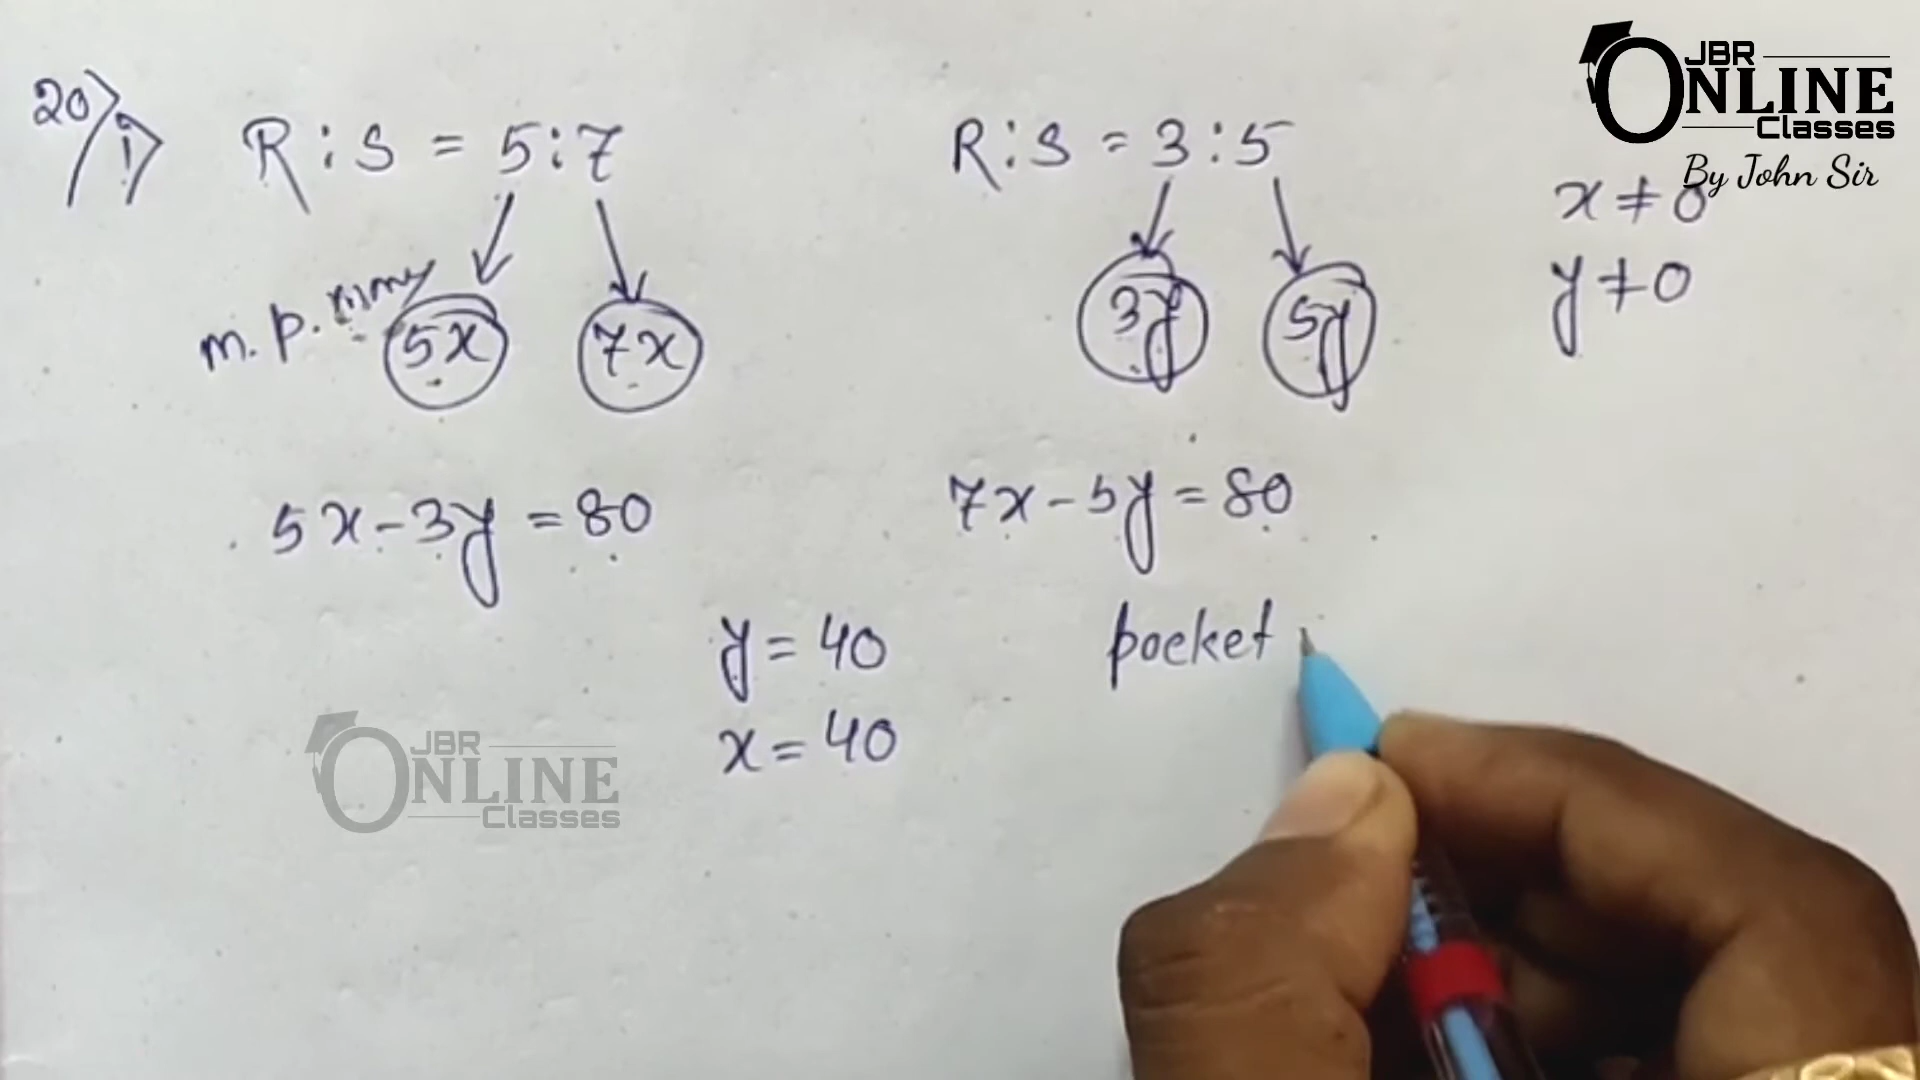 20) i) R : S = 5 : 7
5x 7x
5x - 3y = 80
R : S = 3 : 5
3y 5y
7x - 5y = 80
x ≠ 0
y ≠ 0
y = 40
x = 40
pocket
JBR
ONLINE
Classes
By John Sir
JBR
ONLINE
Classes